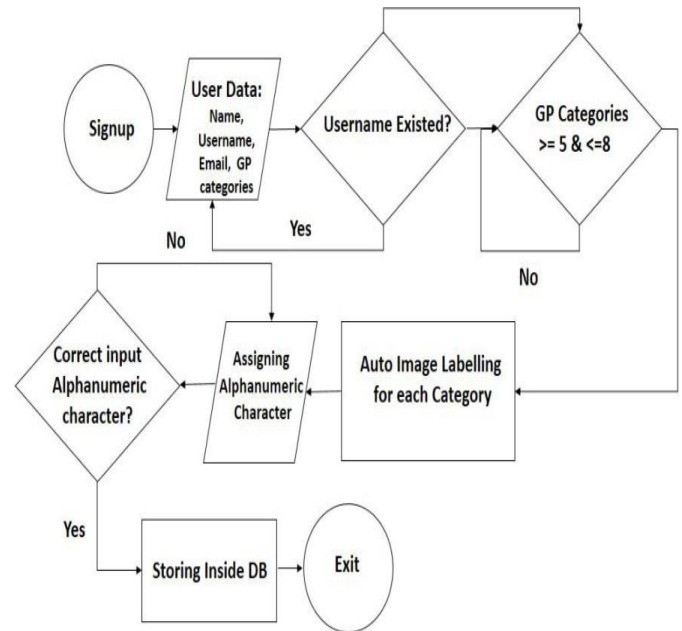 Signup
User Data:
Name,
Username,
Email, GP
categories
Username Existed?
GP Categories
>= 5 & <=8
Yes
No
No
Auto Image Labelling
for each Category
Assigning
Alphanumeric
Character
Correct input
Alphanumeric
character?
Yes
Storing Inside DB
Exit